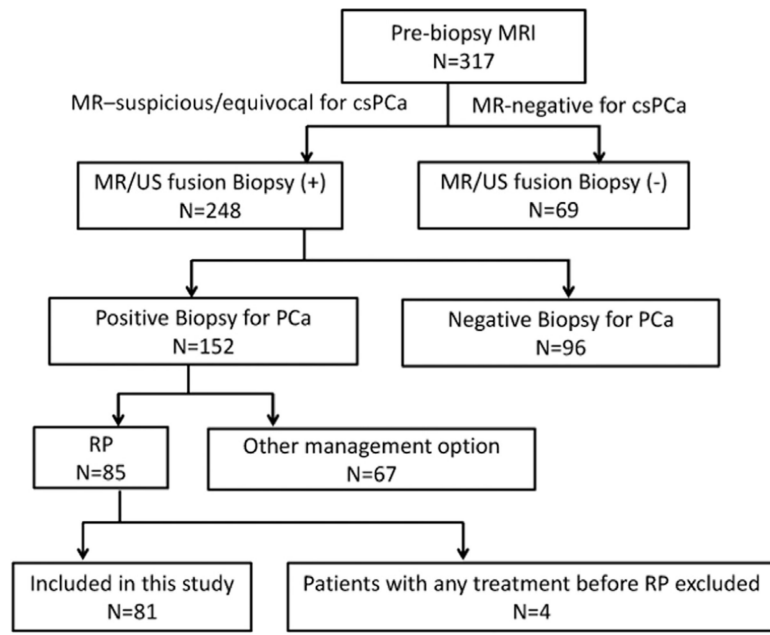 Pre-biopsy MRI
N=317
MR–suspicious/equivocal for csPCa
MR-negative for csPCa
MR/US fusion Biopsy (+)
N=248
MR/US fusion Biopsy (-)
N=69
Positive Biopsy for PCa
N=152
Negative Biopsy for PCa
N=96
RP
N=85
Other management option
N=67
Included in this study
N=81
Patients with any treatment before RP excluded
N=4